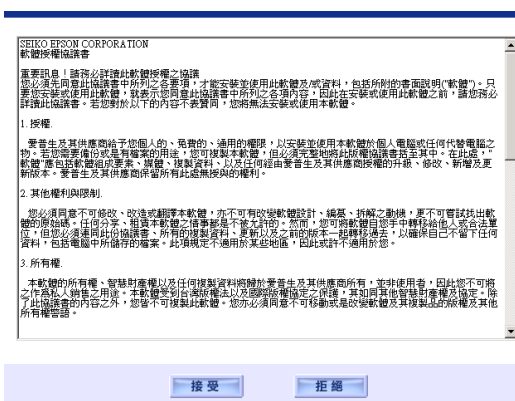 SEIKO EPSON CORPORATION
軟體授權協議書
重要訊息！請務必詳讀此軟體授權之協議
您必須先同意此協議書中所列之各要項，才能安裝並使用此軟體及/或資料，包括所附的書面說明("軟體")。只
要您安裝或使用此軟體，就表示您同意此協議書中所列之各項內容，因此在安裝或使用此軟體之前，請您務必
詳讀此協議書。若您對於以下的內容不表贊同，您將無法安裝或使用本軟體。
1. 授權.
愛普生及其供應商給予您個人的、免費的、通用的權限，以安裝並使用本軟體於個人電腦或任何代替電腦之
物。若您需要備份或是有檔案的用途，您可複製本軟體，但必須完整地將此版權協議書括至其中。在此處，"
軟體"應包括軟體組成要素、媒體、複製資料、以及任何經由愛普生及其供應商授權的升級、修改、新增及更
新版本。愛普生及其供應商保留所有此處無授與的權利。
2. 其他權利與限制.
您必須同意不可修改、改造或翻譯本軟體，亦不可有改變軟體設計、編纂、拆解之動機，更不可嘗試找出軟
體的原始碼。任何分享、租賃本軟體之情事都是不被允許的。然而，您可將軟體自您手中轉移給他人或合法單
位，但您必須連同此份協議書、所有的複製資料、更新以及之前的版本一起轉移過去，以確保自己不留下任何
資料，包括電腦中所儲存的檔案。此項規定不適用於某些地區，因此或許不適用於您。
3. 所有權.
本軟體的所有權、智慧財產權以及任何複製資料將歸於愛普生及其供應商所有，並非使用者，因此您不可將
之作為私人銷售之用途。本軟體受到台灣版權法以及國際版權協定之保護，其如同其他智慧財產權及協定。除
了此協議書的內容之外，您皆不可複製此軟體。您亦必須同意不可移動或是改變軟體及其複製品的版權及其他
所有權警語。
接受
拒絕